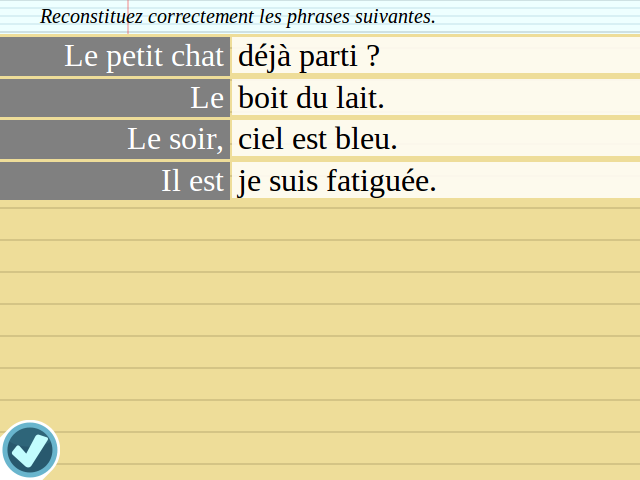 Reconstituez correctement les phrases suivantes.
Le petit chat déjà parti ?
Le boit du lait.
Le soir, ciel est bleu.
Il est je suis fatiguée.